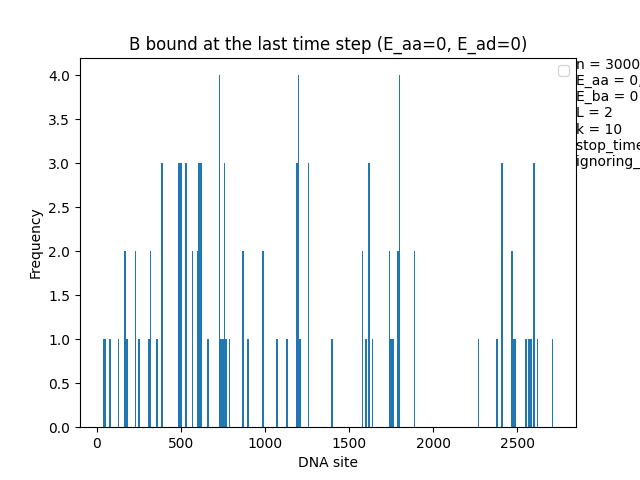 B bound at the last time step (E_aa=0, E_ad=0)
n = 3000
E_aa = 0,
E_ba = 0
L = 2
k = 10
stop_time
ignoring_
4.0
3.5
3.0
2.5
2.0
1.5
1.0
0.5
0.0
Frequency
0 500 1000 1500 2000 2500
DNA site